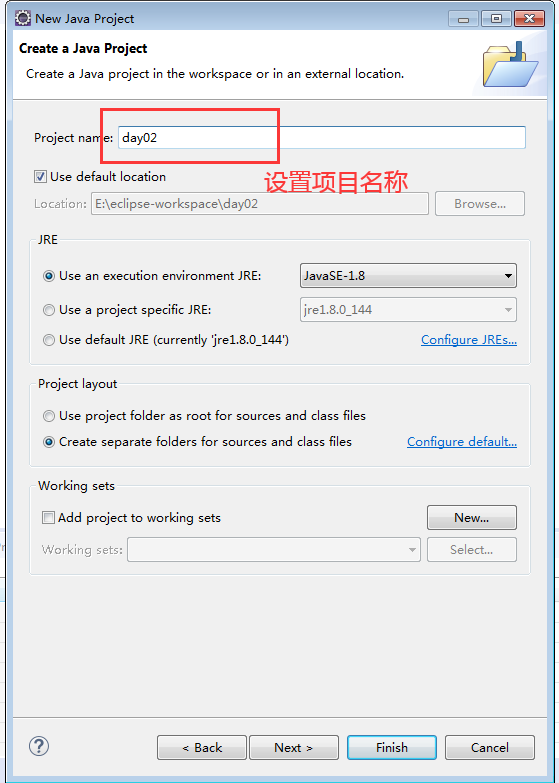 New Java Project
Create a Java Project
Create a Java project in the workspace or in an external location.
Project name: day02
设置项目名称
Use default location
Location: E:\eclipse-workspace\day02 Browse...
JRE
Use an execution environment JRE: JavaSE-1.8
Use a project specific JRE: jre1.8.0_144
Use default JRE (currently 'jre1.8.0_144') Configure JREs...
Project layout
Use project folder as root for sources and class files
Create separate folders for sources and class files Configure default...
Working sets
Add project to working sets New...
Working sets: Select...
? < Back Next > Finish Cancel